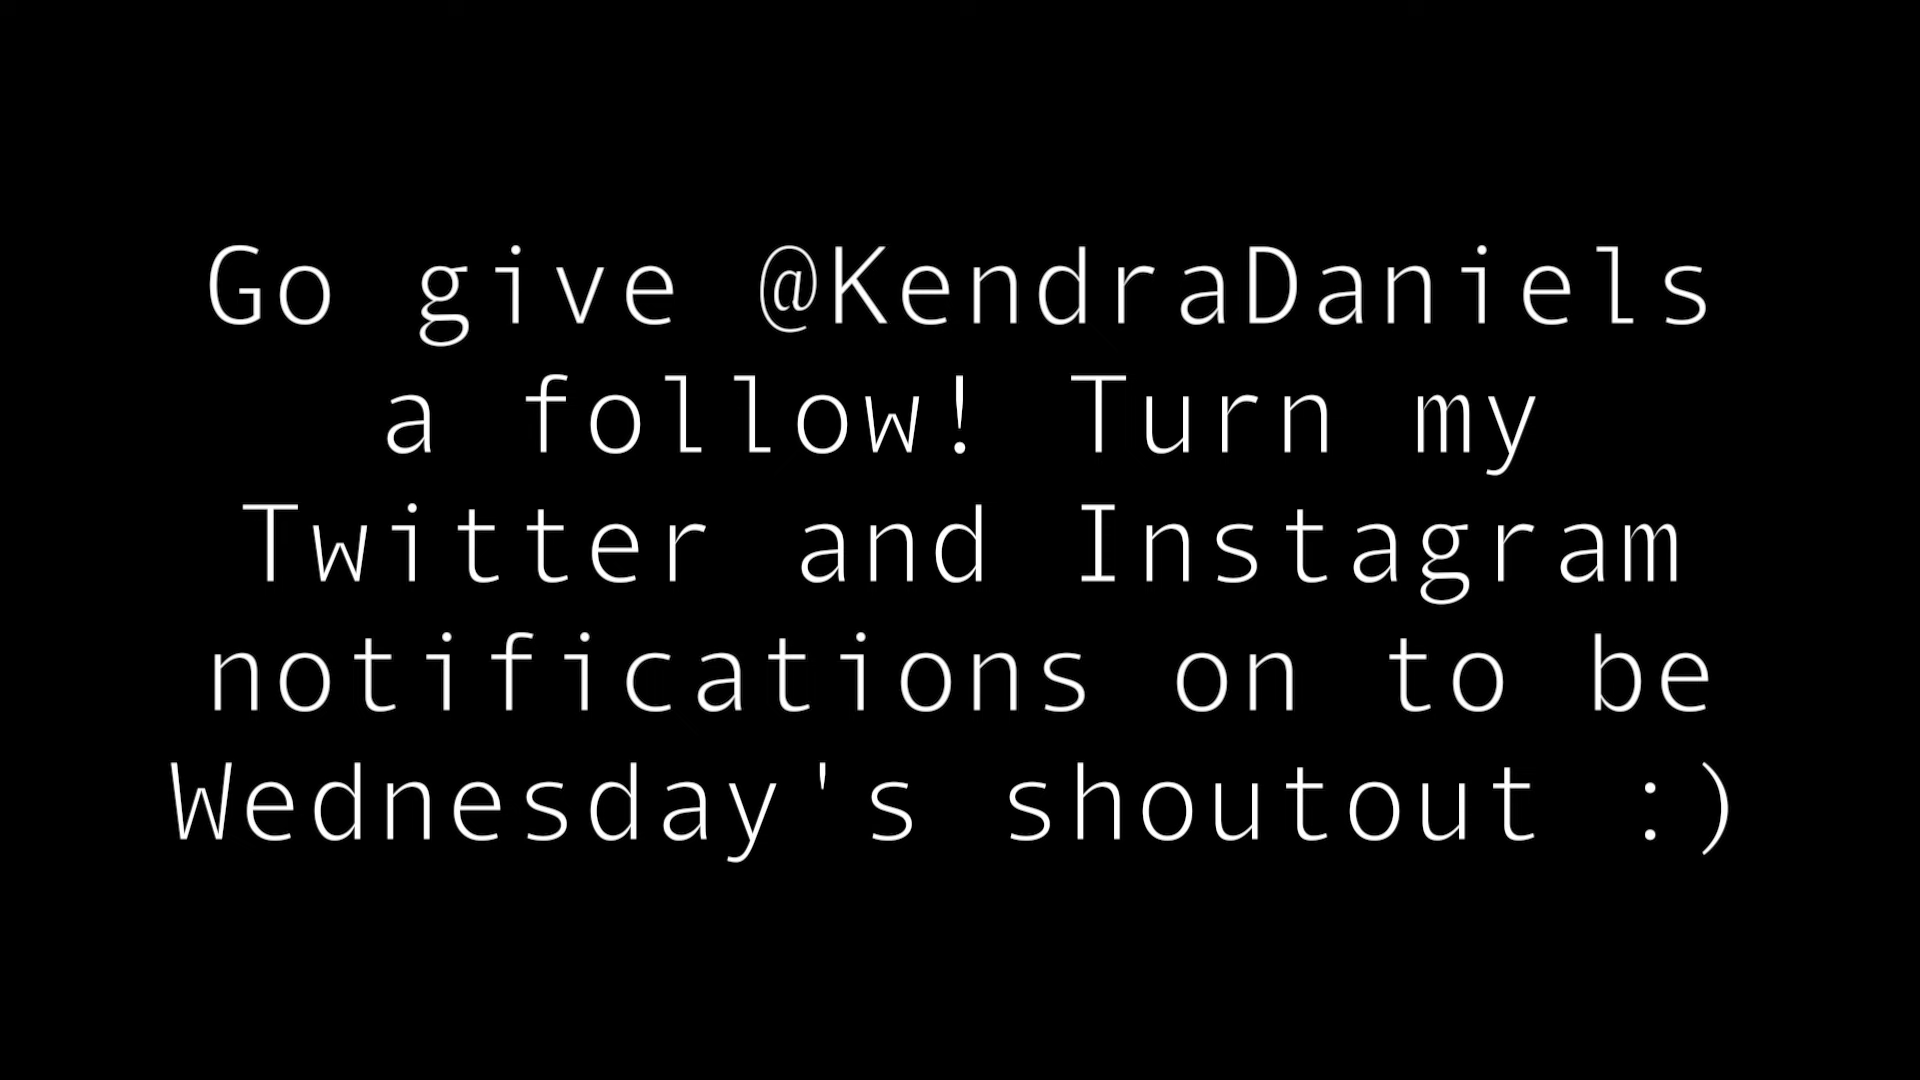 Go give @KendraDaniels
a follow! Turn my
Twitter and Instagram
notifications on to be
Wednesday's shoutout :)